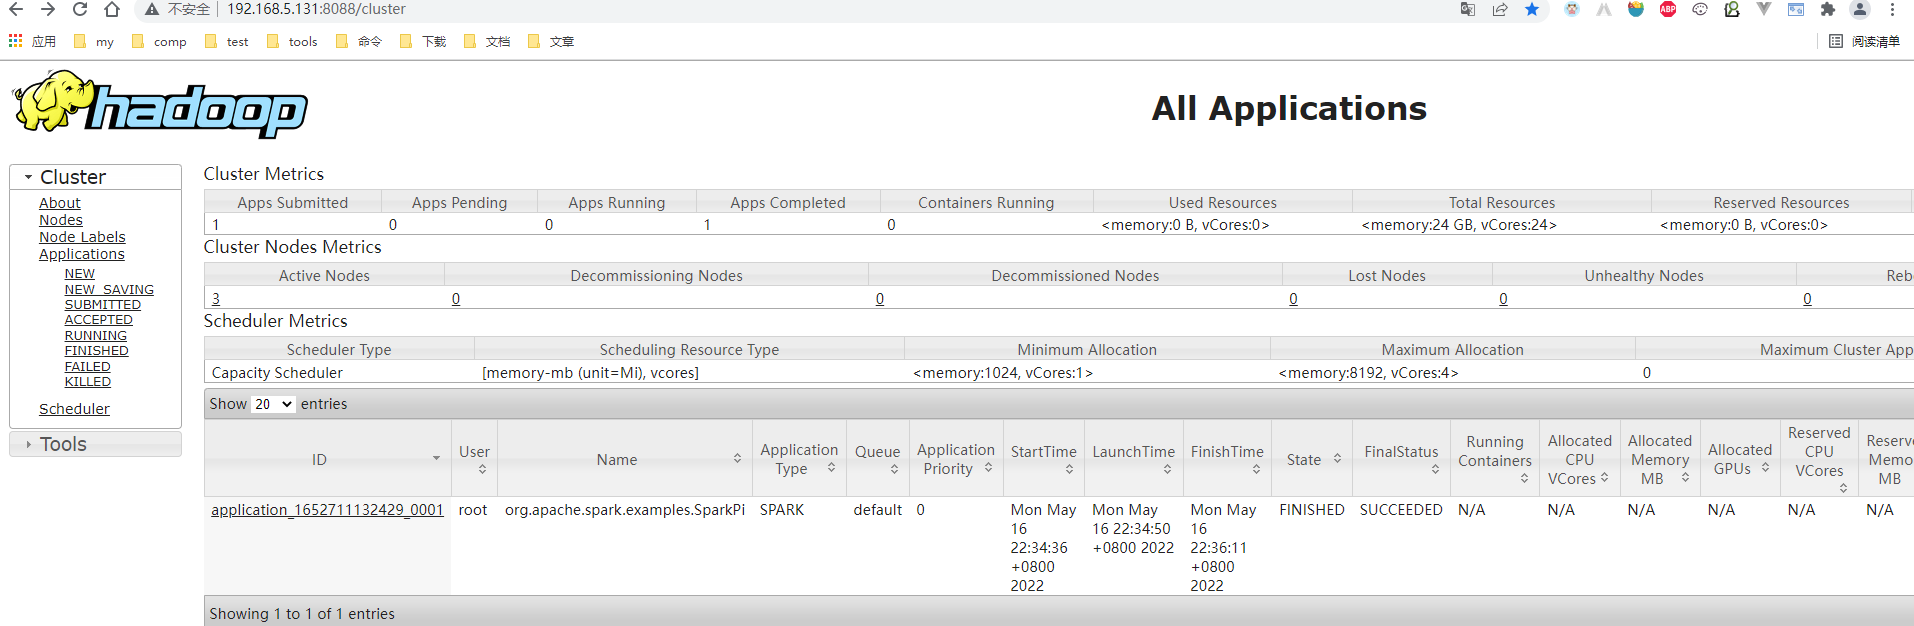 不安全 192.168.5.131:8088/cluster
ABP
应用 my comp test tools 命令 下载 文档 文章 阅读清单
hadoop
All Applications
Cluster
About
Nodes
Node Labels
Applications
NEW
NEW_SAVING
SUBMITTED
ACCEPTED
RUNNING
FINISHED
FAILED
KILLED
Scheduler
Tools
Cluster Metrics
Apps Submitted Apps Pending Apps Running Apps Completed Containers Running Used Resources Total Resources Reserved Resources
1 0 0 1 0 <memory:0 B, vCores:0> <memory:24 GB, vCores:24> <memory:0 B, vCores:0>
Cluster Nodes Metrics
Active Nodes Decommissioning Nodes Decommissioned Nodes Lost Nodes Unhealthy Nodes Reb
3 0 0 0 0 0
Scheduler Metrics
Scheduler Type Scheduling Resource Type Minimum Allocation Maximum Allocation Maximum Cluster App
Capacity Scheduler [memory-mb (unit=Mi), vcores] <memory:1024, vCores:1> <memory:8192, vCores:4> 0
Show 20 entries
ID User Name Application Type Queue Application Priority StartTime LaunchTime FinishTime State FinalStatus Running Containers Allocated CPU VCores Allocated Memory MB Allocated GPUs Reserved CPU VCores Reserve Memo MB
application_1652711132429_0001 root org.apache.spark.examples.SparkPi SPARK default 0 Mon May 16 22:34:36 +0800 2022 Mon May 16 22:34:50 +0800 2022 Mon May 16 22:36:11 +0800 2022 FINISHED SUCCEEDED N/A N/A N/A N/A N/A N/A
Showing 1 to 1 of 1 entries